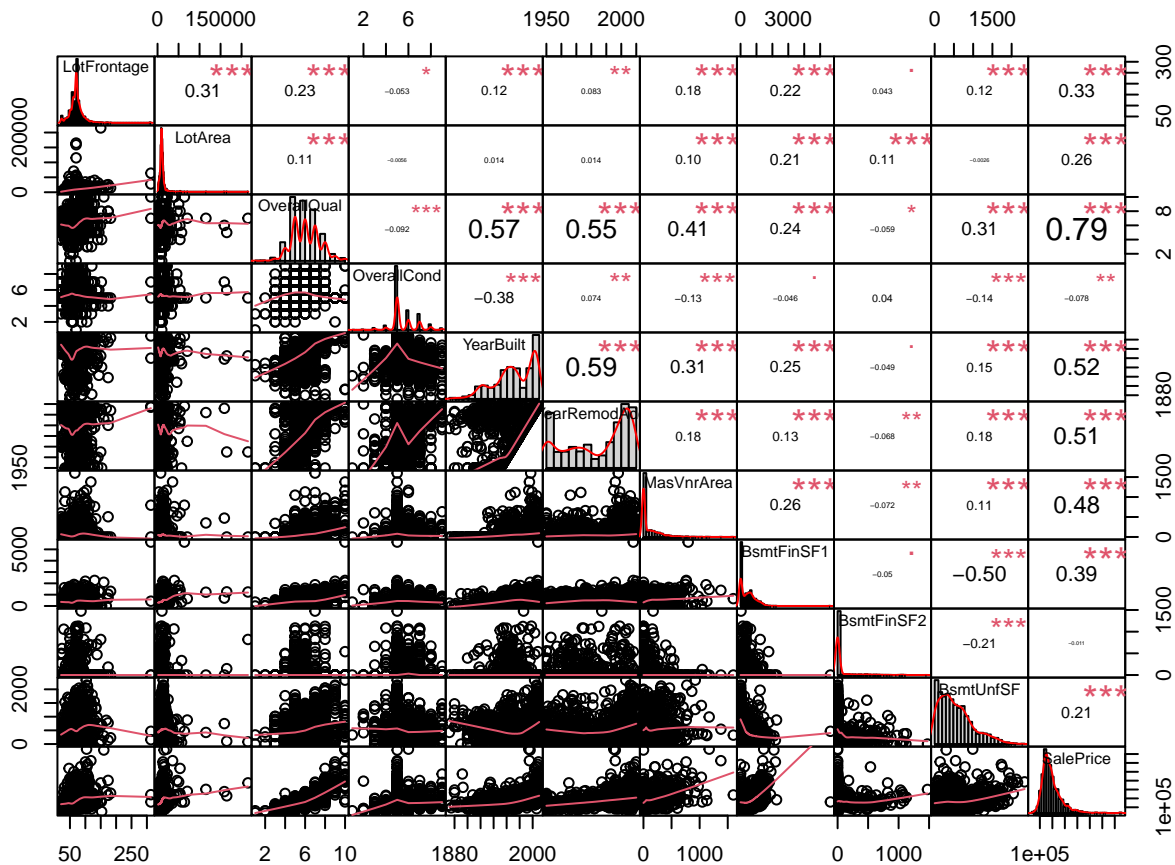 0 150000 2 6 1950 2000 0 3000 0 1500
LotFrontage 0.31 *** 0.23 *** −0.053 * 0.12 *** 0.083 ** 0.18 *** 0.22 *** 0.043 . 0.12 *** 0.33 *** 50 300
0 200000 LotArea 0.11 *** −0.0056 0.014 0.014 0.10 *** 0.21 *** 0.11 *** −0.0026 0.26 ***
OverallQual −0.092 *** 0.57 *** 0.55 *** 0.41 *** 0.24 *** −0.059 * 0.31 *** 0.79 *** 2 8
2 6 OverallCond −0.38 *** 0.074 ** −0.13 *** −0.046 . 0.04 −0.14 *** −0.078 **
YearBuilt 0.59 *** 0.31 *** 0.25 *** −0.049 . 0.15 *** 0.52 *** 1880
1950 earRemodAd 0.18 *** 0.13 *** −0.068 ** 0.18 *** 0.51 ***
MasVnrArea 0.26 *** −0.072 ** 0.11 *** 0.48 *** 0 1500
0 5000 BsmtFinSF1 −0.05 . −0.50 *** 0.39 ***
BsmtFinSF2 −0.21 *** −0.011 0 1500
0 2000 BsmtUnfSF 0.21 ***
SalePrice 1e+05
50 250 2 6 10 1880 2000 0 1000 0 1000 1e+05